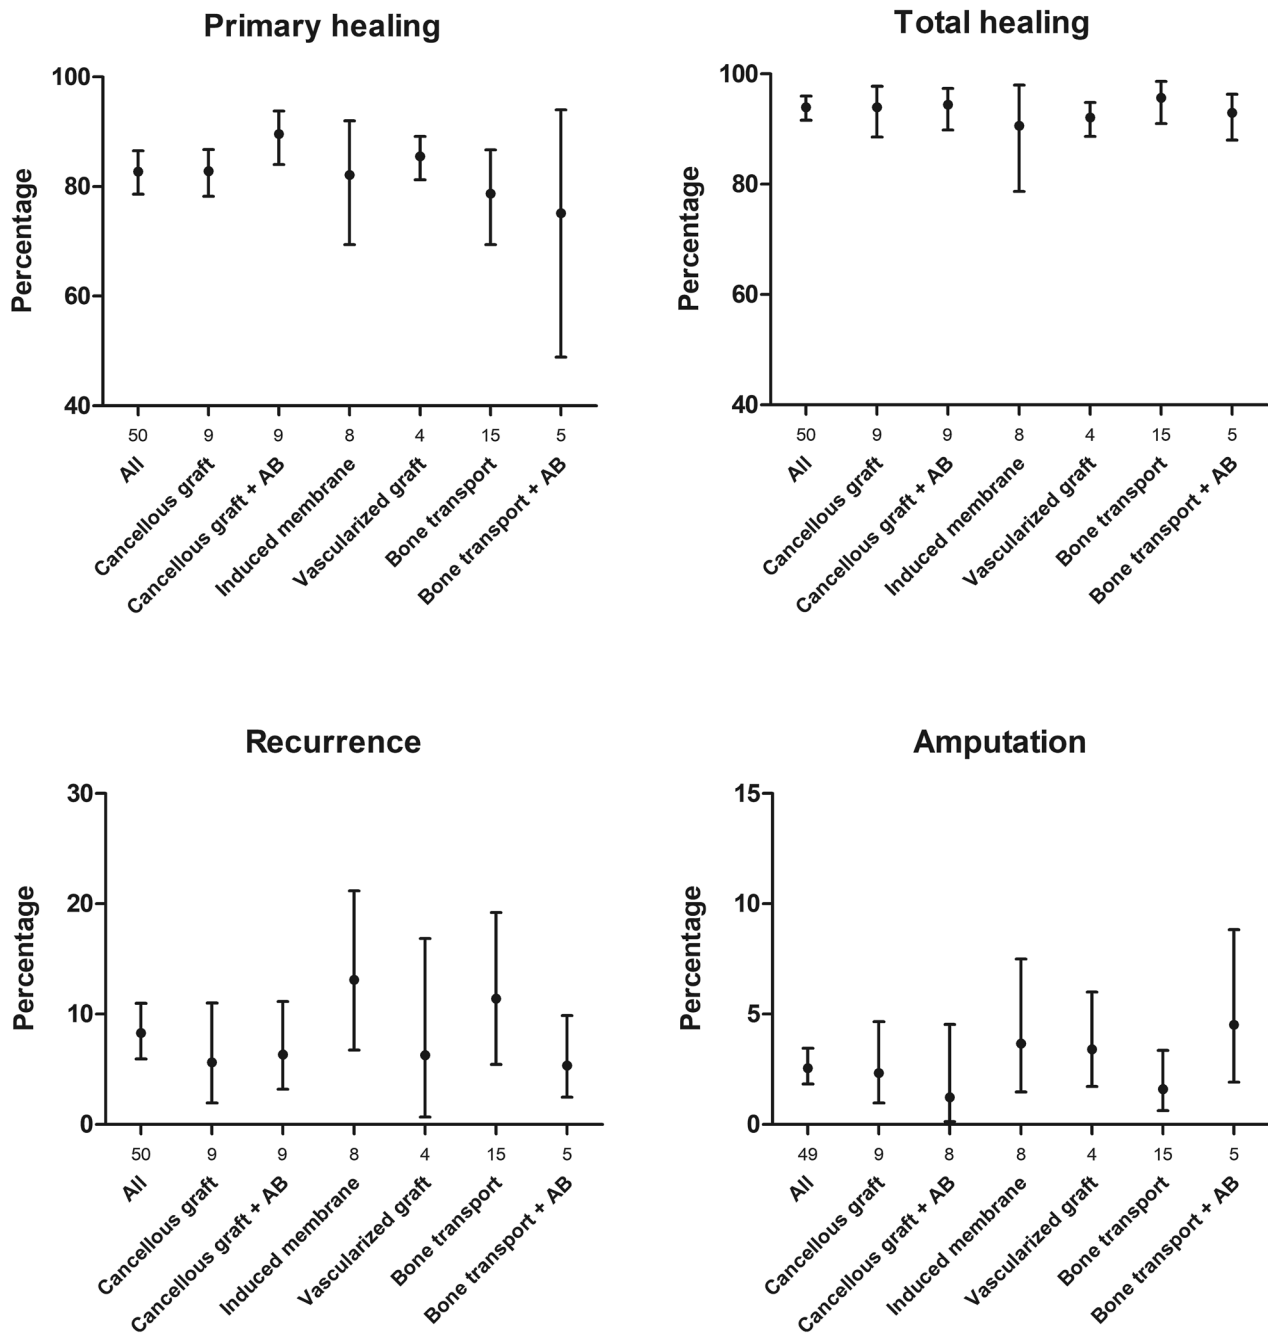 Primary healing
Percentage
100
80
60
40
50 9 9 8 4 15 5
All
Cancellous graft
Cancellous graft + AB
Induced membrane
Vascularized graft
Bone transport
Bone transport + AB
Total healing
Percentage
100
80
60
40
50 9 9 8 4 15 5
All
Cancellous graft
Cancellous graft + AB
Induced membrane
Vascularized graft
Bone transport
Bone transport + AB
Recurrence
Percentage
30
20
10
0
50 9 9 8 4 15 5
All
Cancellous graft
Cancellous graft + AB
Induced membrane
Vascularized graft
Bone transport
Bone transport + AB
Amputation
Percentage
15
10
5
0
49 9 8 8 4 15 5
All
Cancellous graft
Cancellous graft + AB
Induced membrane
Vascularized graft
Bone transport
Bone transport + AB